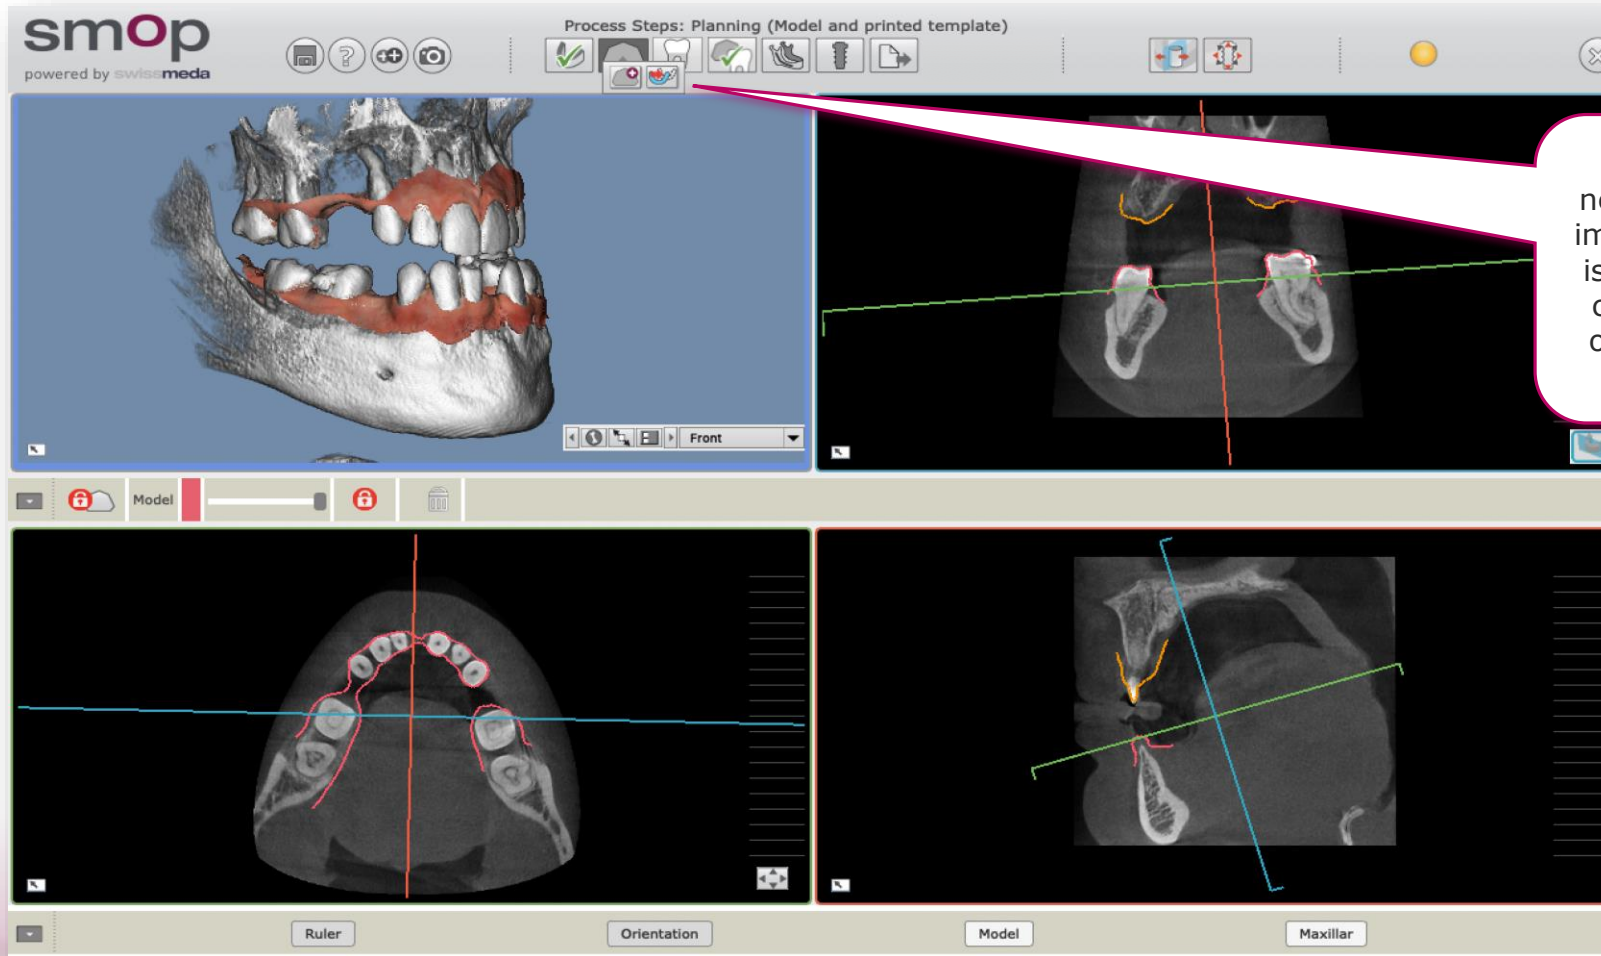 smop
powered by swissmeda
Process Steps: Planning (Model and printed template)
Front
Model
Ruler
Orientation
Model
Maxillar